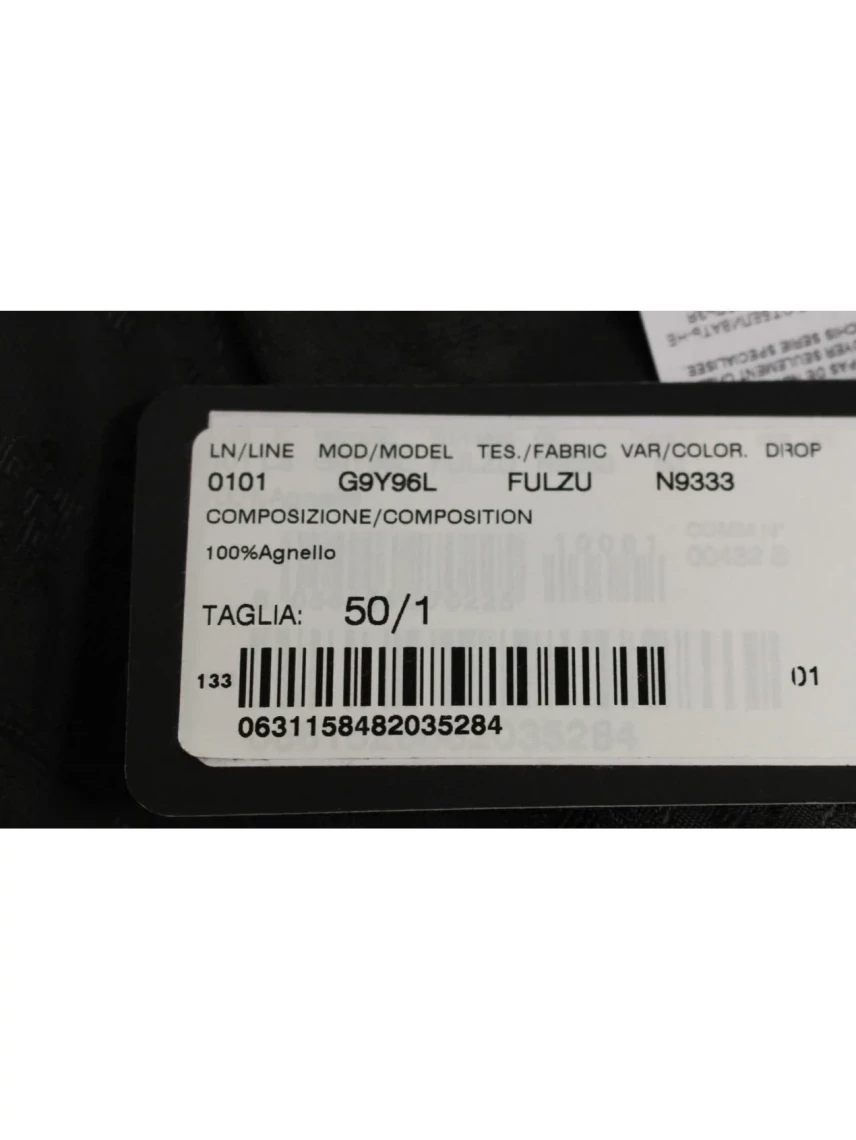 LN/LINE MOD/MODEL TES./FABRIC VAR/COLOR. DROP
0101 G9Y96L FULZU N9333
COMPOSIZIONE/COMPOSITION
100%Agnello
TAGLIA: 50/1
133
01
0631158482035284